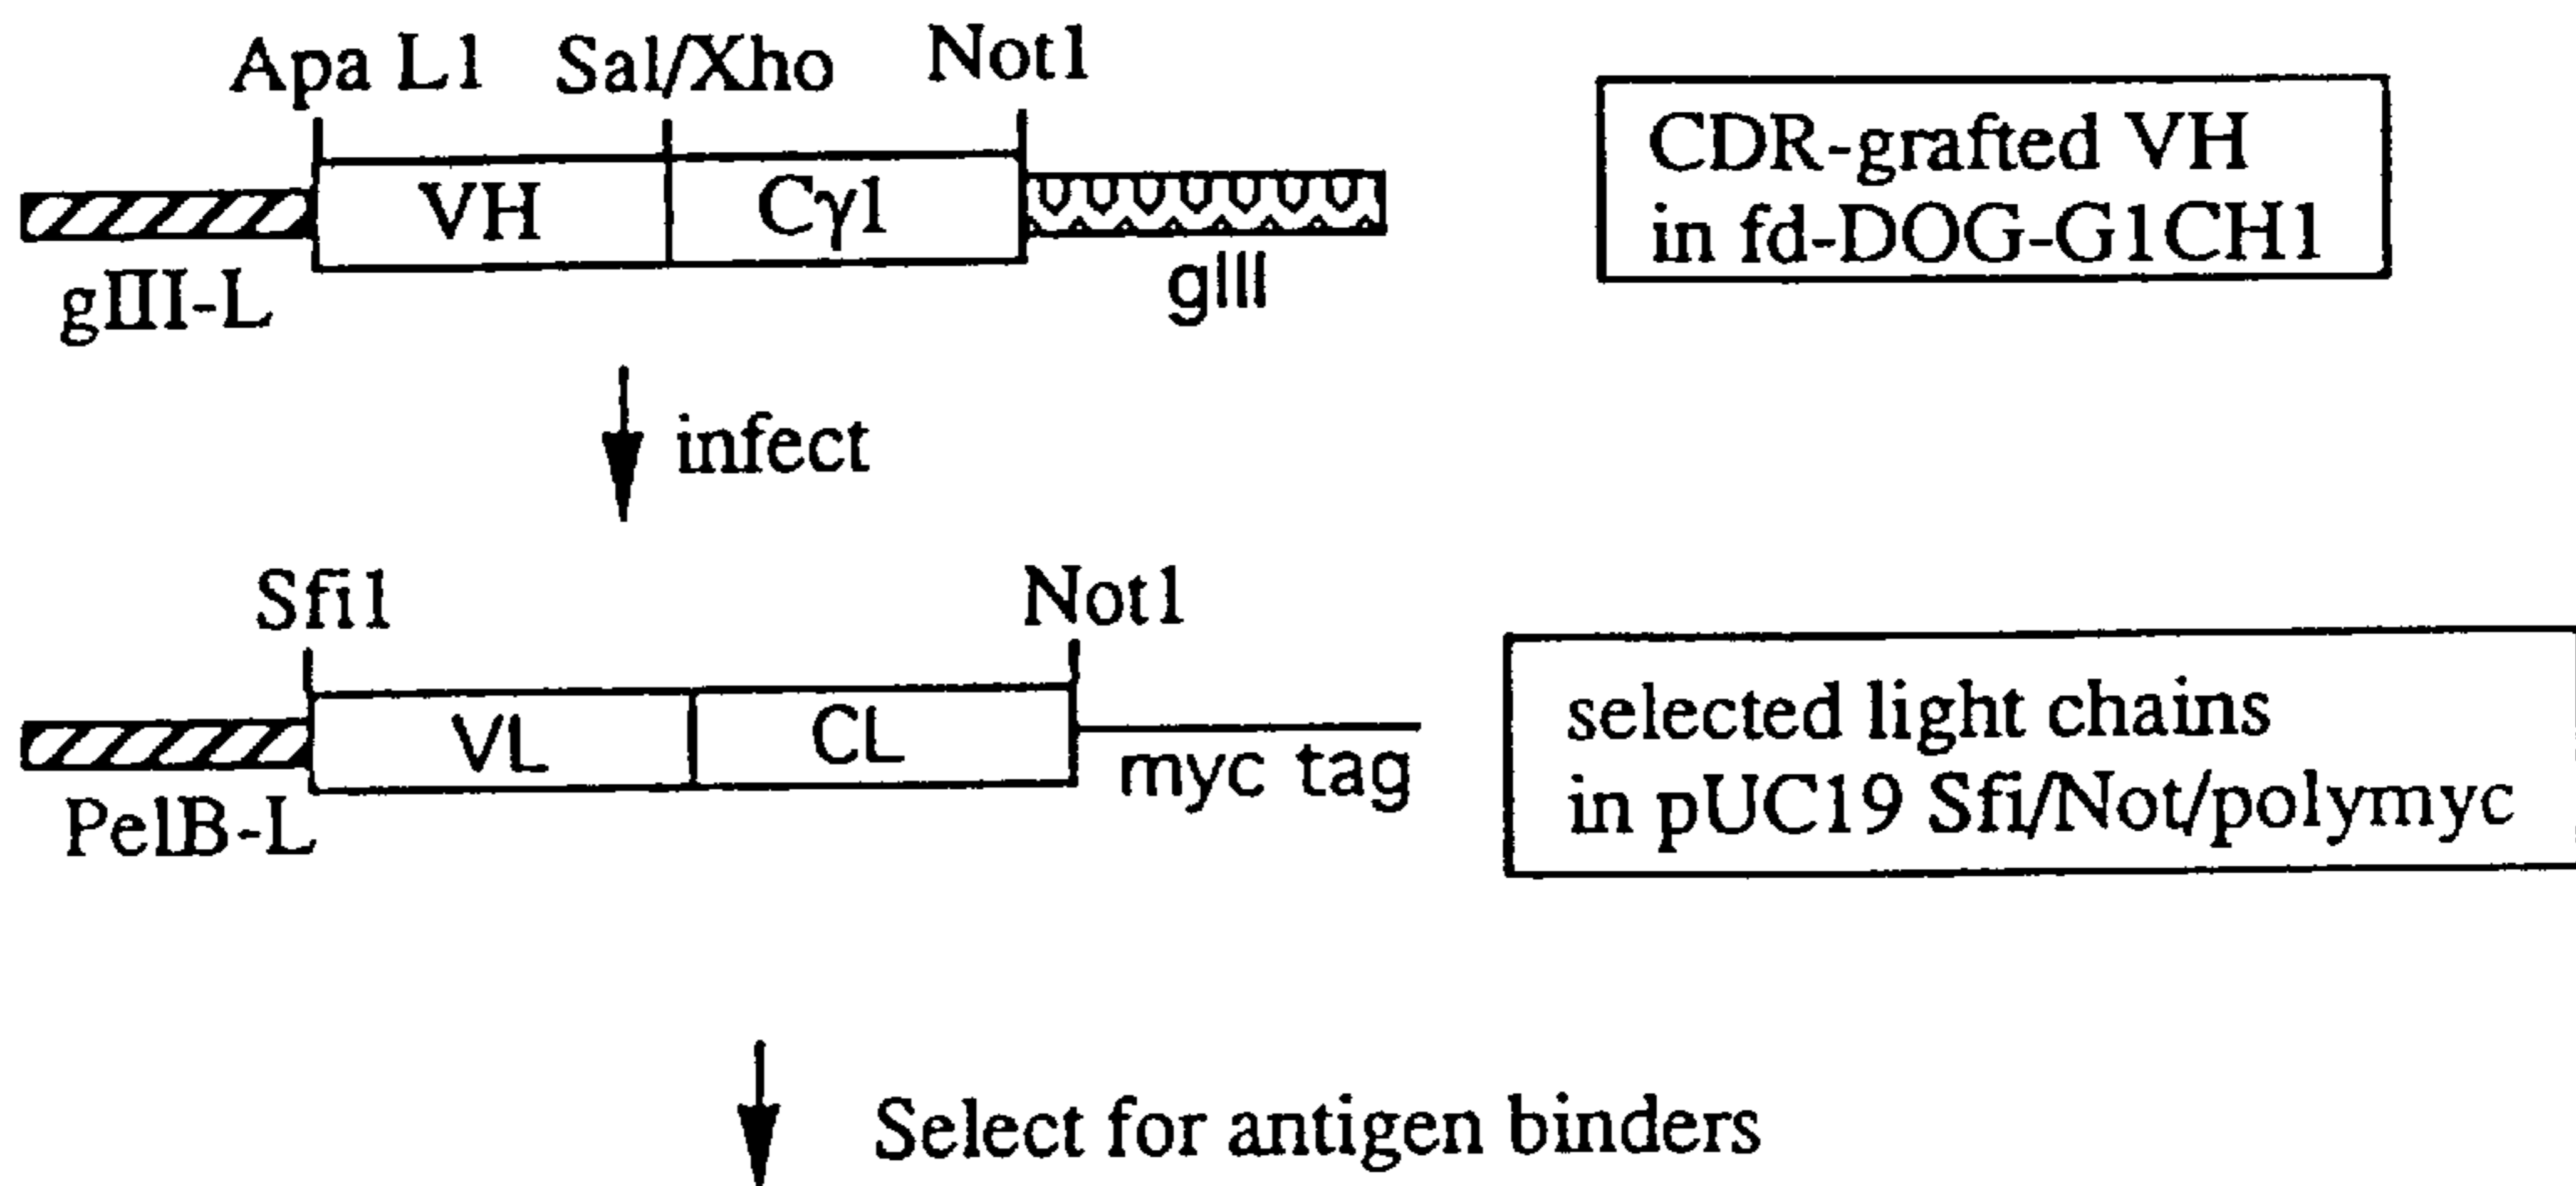 Apa L1 Sal/Xho Not1
VH Cγ1
gIII-L
gIII
CDR-grafted VH
in fd-DOG-G1CH1
infect
Sfi1 Not1
VL CL
PelB-L
myc tag
selected light chains
in pUC19 Sfi/Not/polymyc
Select for antigen binders